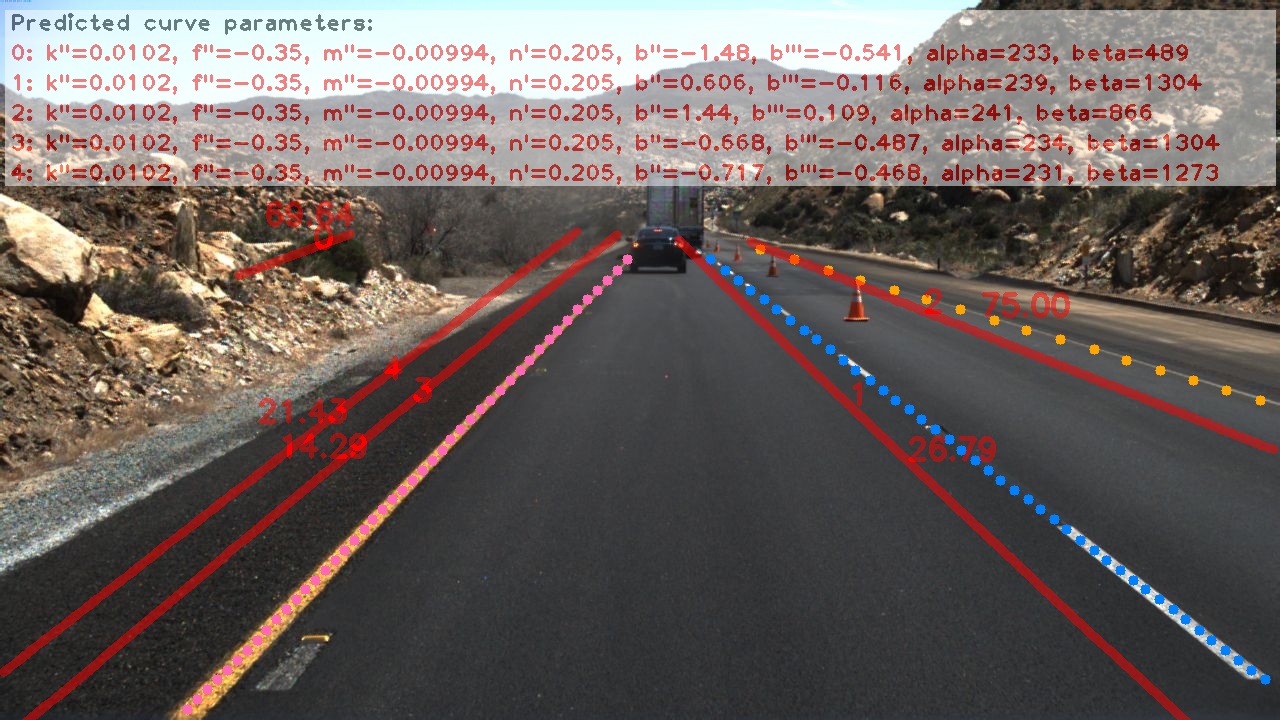 Predicted curve parameters:
0: k''=0.0102, f''=-0.35, m''=-0.00994, n'=0.205, b''=-1.48, b'''=-0.541, alpha=233, beta=489
1: k''=0.0102, f''=-0.35, m''=-0.00994, n'=0.205, b''=0.606, b'''=-0.116, alpha=239, beta=1304
2: k''=0.0102, f''=-0.35, m''=-0.00994, n'=0.205, b''=1.44, b'''=0.109, alpha=241, beta=866
3: k''=0.0102, f''=-0.35, m''=-0.00994, n'=0.205, b''=-0.668, b'''=-0.487, alpha=234, beta=1304
4: k''=0.0102, f''=-0.35, m''=-0.00994, n'=0.205, b''=-0.717, b'''=-0.468, alpha=231, beta=1273
69.64
0
2 75.00
4
3
1
21.43
14.29
26.79